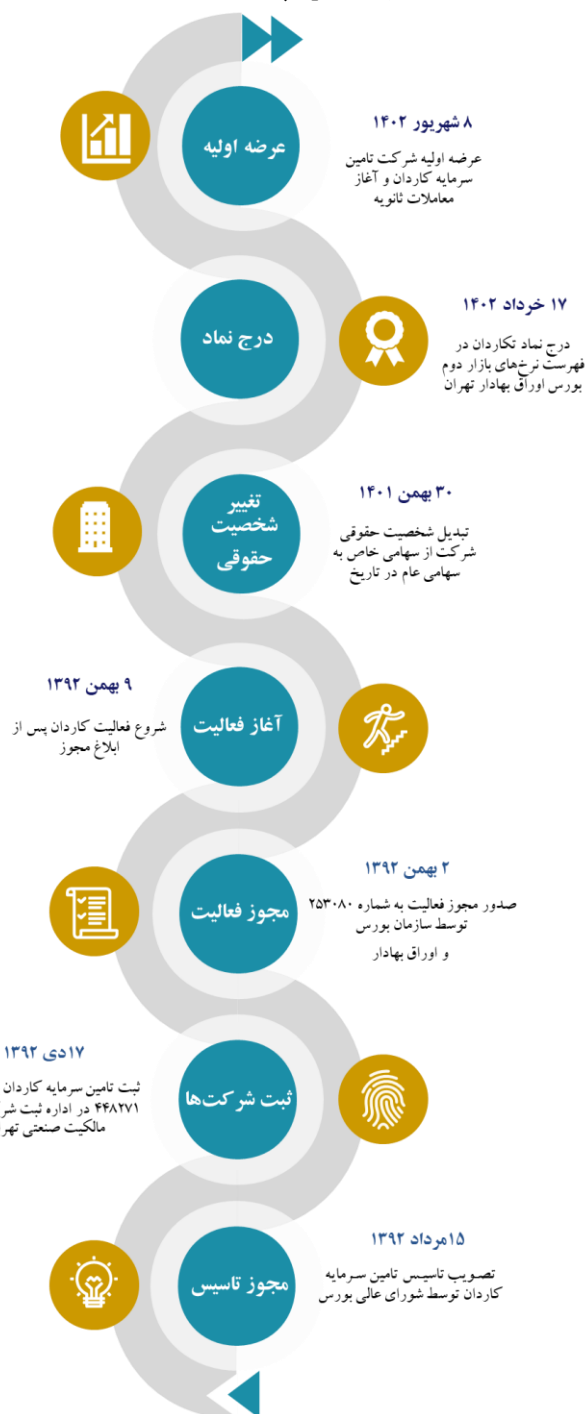 عرضه اولیه
۸ شهریور ۱۴۰۲
عرضه اولیه شرکت تامین
سرمایه کاردان و آغاز
معاملات ثانویه
درج نماد
۱۷ خرداد ۱۴۰۲
درج نماد تکاردان در
فهرست نرخ‌های بازار دوم
بورس اوراق بهادار تهران
تغییر
شخصیت
حقوقی
۳۰ بهمن ۱۴۰۱
تبدیل شخصیت حقوقی
شرکت از سهامی خاص به
سهامی عام در تاریخ
آغاز فعالیت
۹ بهمن ۱۳۹۲
شروع فعالیت کاردان پس از
ابلاغ مجوز
مجوز فعالیت
۲ بهمن ۱۳۹۲
صدور مجوز فعالیت به شماره ۲۵۳۰۸۰
توسط سازمان بورس
و اوراق بهادار
ثبت شرکت‌ها
۱۷دی ۱۳۹۲
ثبت تامین سرمایه کاردان
۴۴۸۲۷۱ در اداره ثبت
مالکیت صنعتی
مجوز تاسیس
۱۵مرداد ۱۳۹۲
تصویب تاسیس تامین سرمایه
کاردان توسط شورای عالی بورس